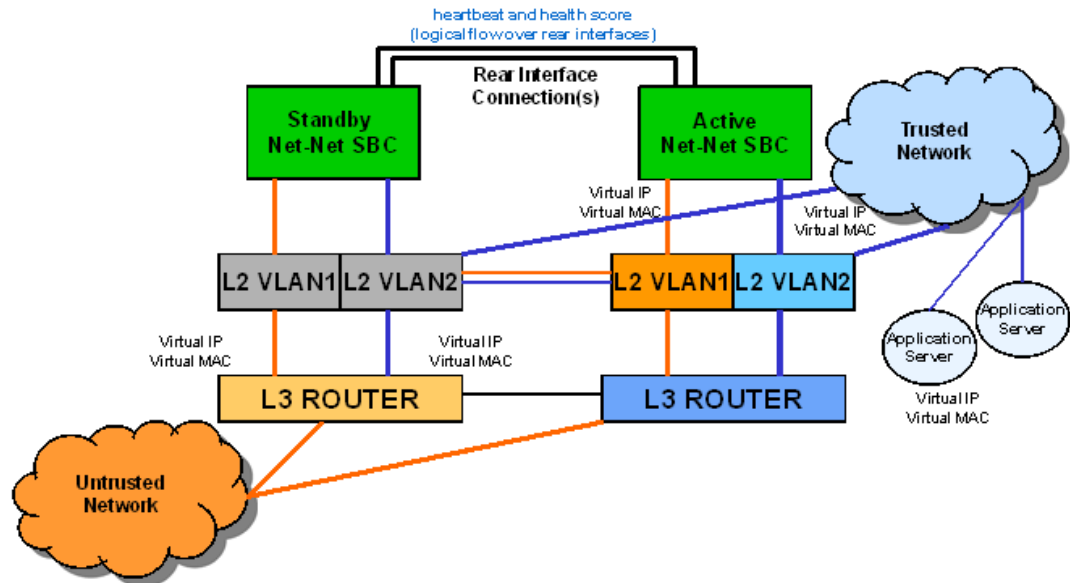 heartbeat and health score
(logical flow over rear interfaces)
Rear Interface
Connection(s)
Standby
Net-Net SBC
Active
Net-Net SBC
Trusted
Network
Virtual IP
Virtual MAC
Virtual IP
Virtual MAC
L2 VLAN1
L2 VLAN2
L2 VLAN1
L2 VLAN2
Application
Server
Application
Server
Virtual IP
Virtual MAC
Virtual IP
Virtual MAC
L3 ROUTER
L3 ROUTER
Virtual IP
Virtual MAC
Untrusted
Network